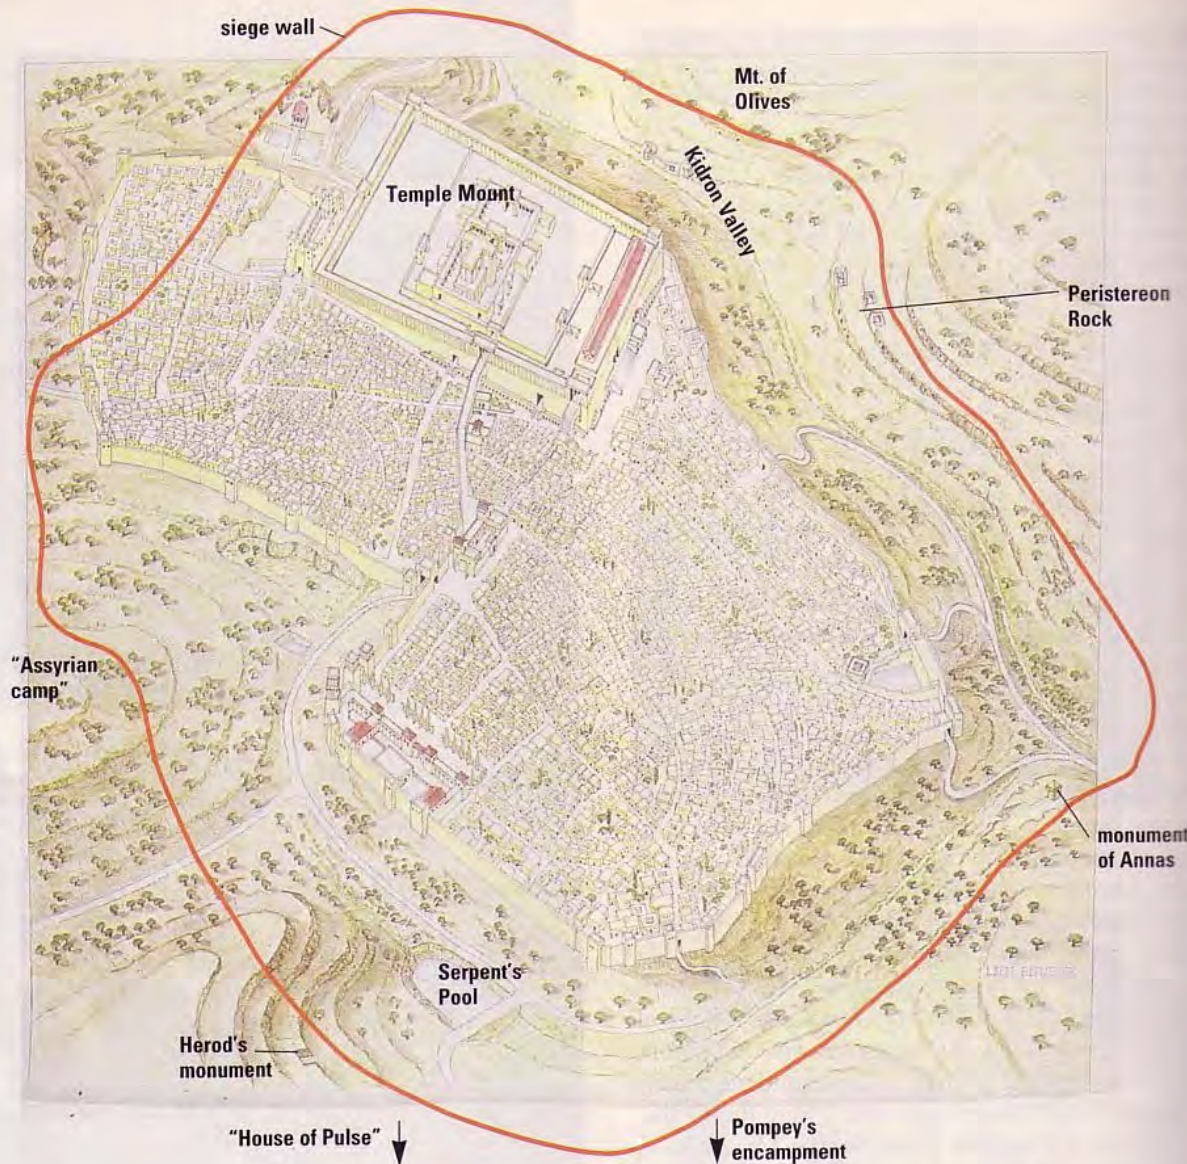 siege wall
Mt. of
Olives
Temple Mount
Kidron Valley
Peristereon
Rock
"Assyrian
camp"
monument
of Annas
Serpent's
Pool
Herod's
monument
"House of Pulse"
Pompey's
encampment